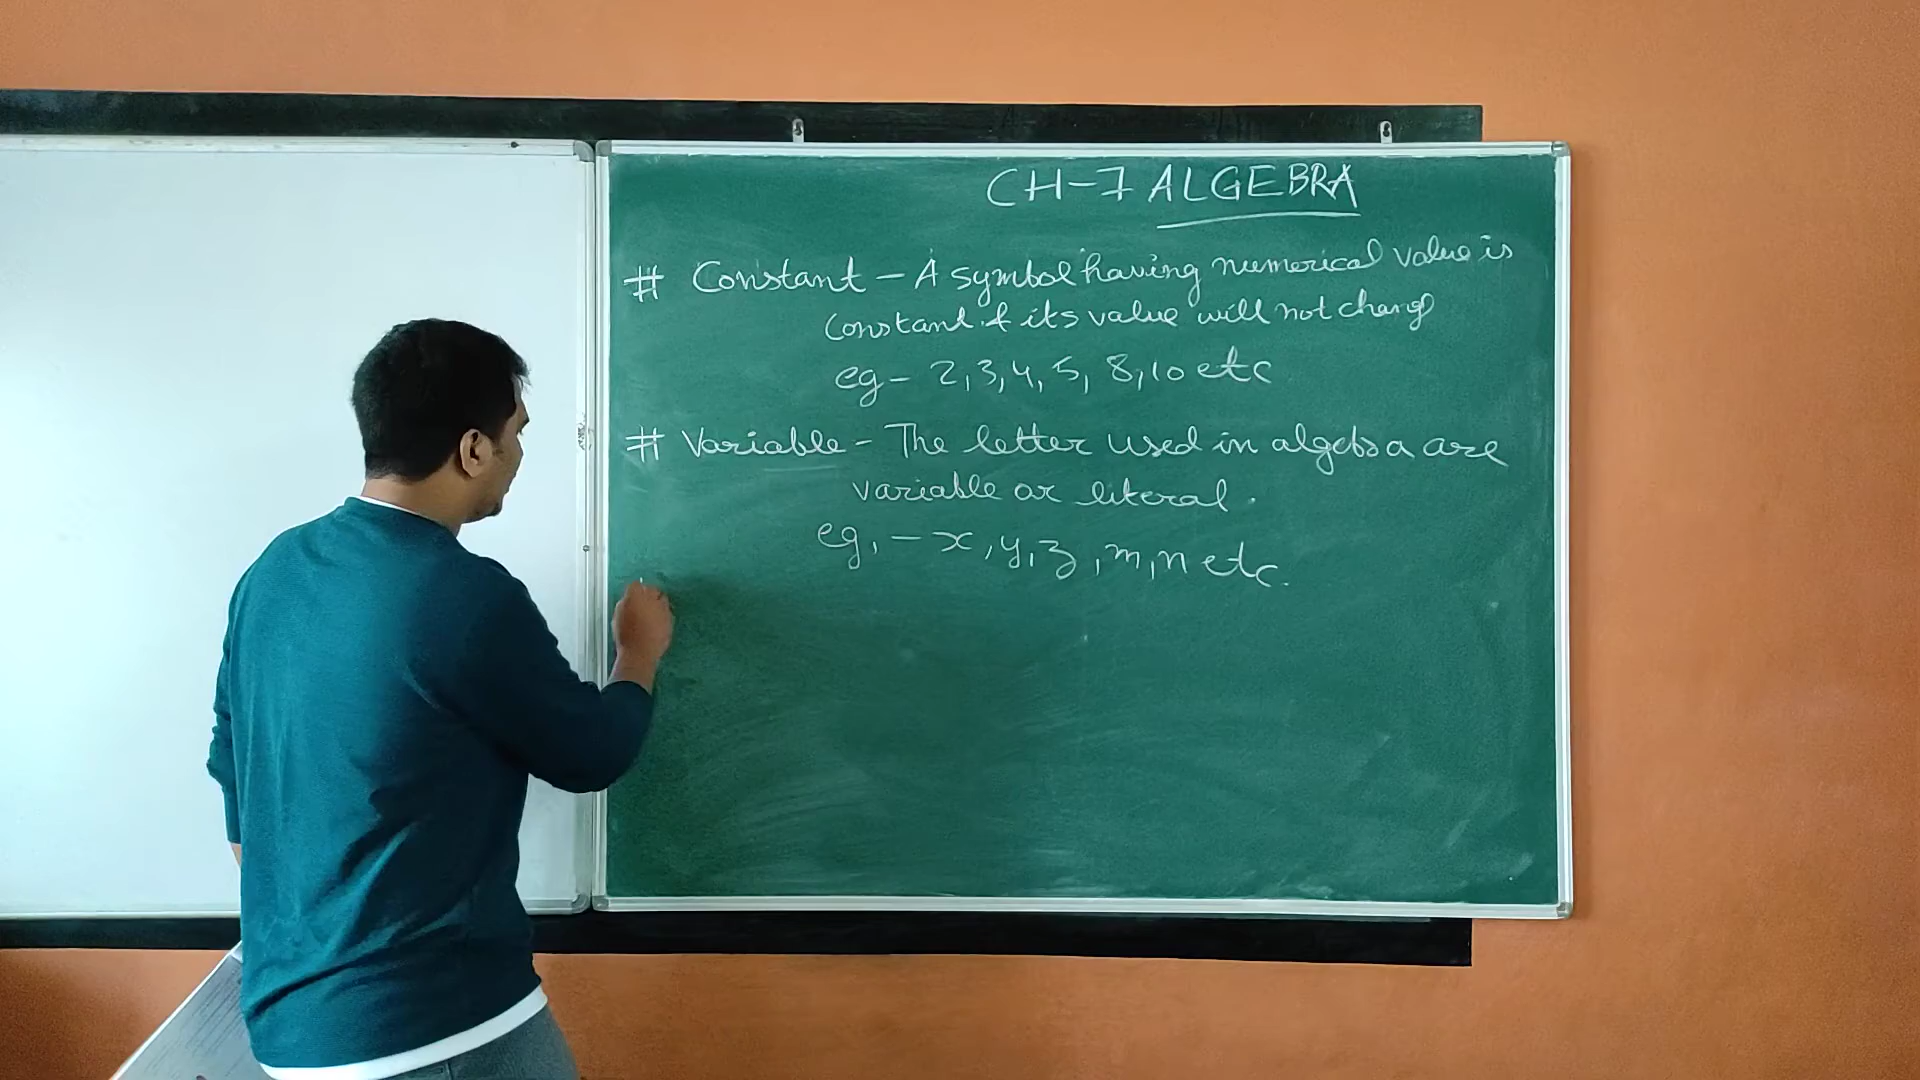 CH-7 ALGEBRA
# Constant - A symbol having numerical value is
constant & its value will not change
eg - 2, 3, 4, 5, 8, 10 etc
# Variable - The letter used in algebra are
variable or literal.
eg, - x, y, z, m, n etc.